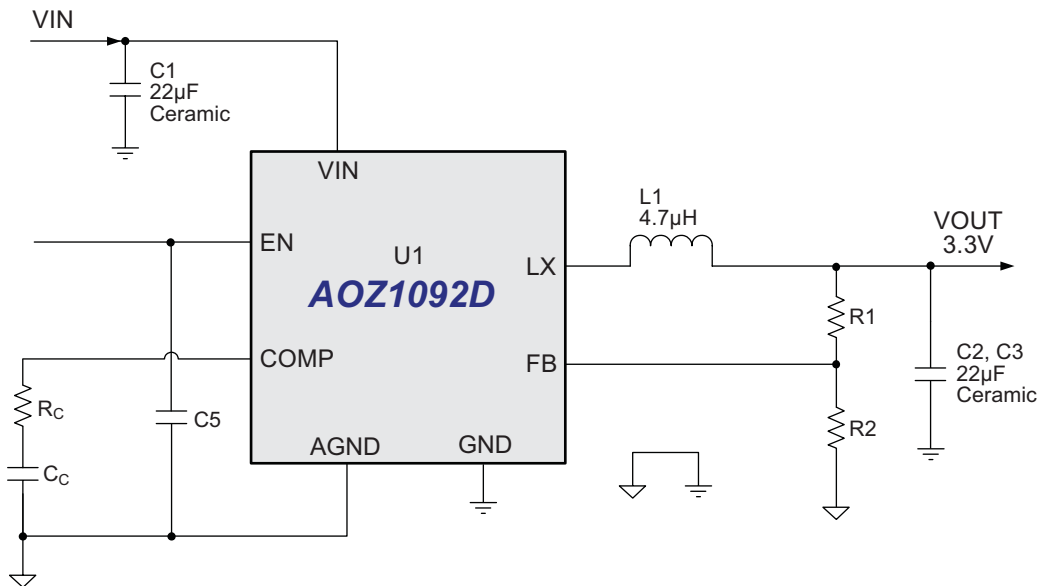 VIN
C1
22µF
Ceramic
VIN
L1
4.7µH
VOUT
3.3V
EN
U1
LX
AOZ1092D
R1
COMP
FB
C2, C3
22µF
Ceramic
RC
C5
R2
AGND
GND
CC